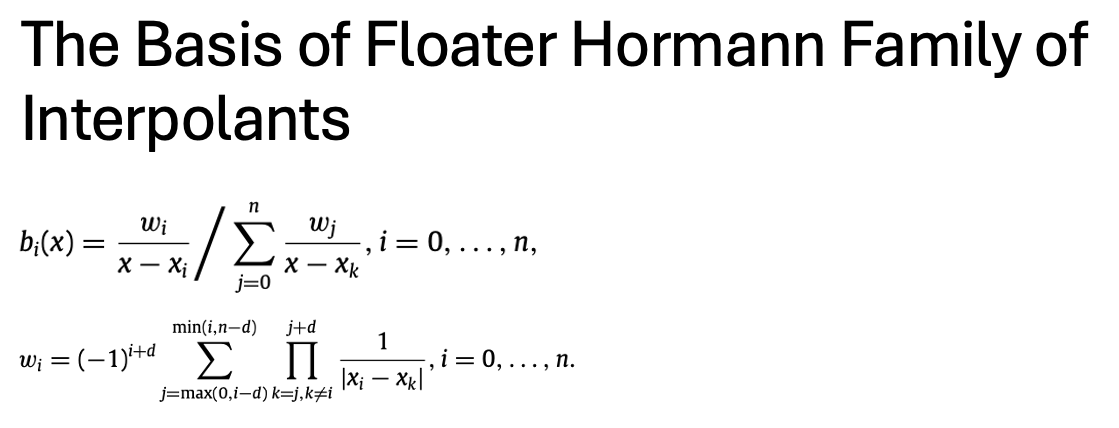 The Basis of Floater Hormann Family of
Interpolants
b_i(x) = \frac{w_i}{x - x_i} \Big/ \sum_{j=0}^{n} \frac{w_j}{x - x_k}, i = 0, \ldots, n,
w_i = (-1)^{i+d} \sum_{j=\max(0,i-d)}^{\min(i,n-d)} \prod_{k=j,k\neq i}^{j+d} \frac{1}{|x_i - x_k|}, i = 0, \ldots, n.